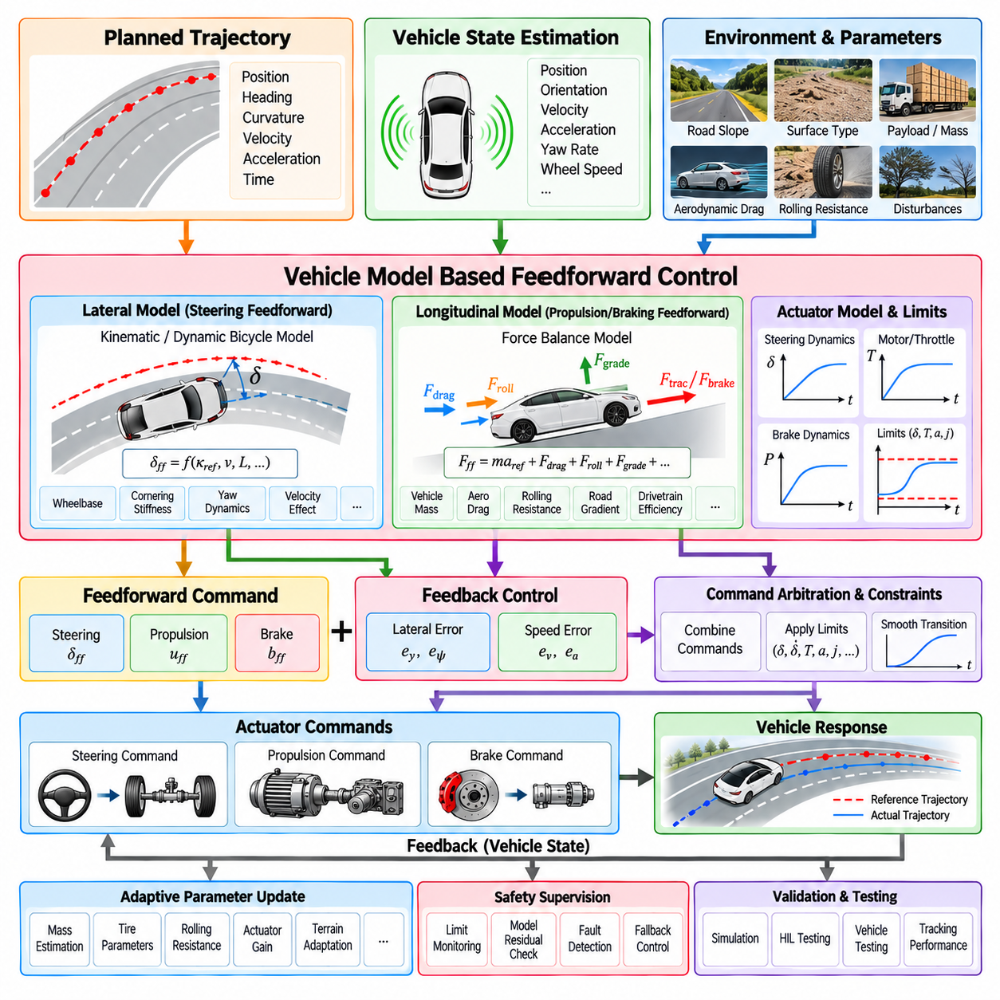 Planned Trajectory
Position
Heading
Curvature
Velocity
Acceleration
Time
Vehicle State Estimation
Position
Orientation
Velocity
Acceleration
Yaw Rate
Wheel Speed
...
Environment & Parameters
Road Slope
Surface Type
Payload / Mass
Aerodynamic Drag
Rolling Resistance
Disturbances
Vehicle Model Based Feedforward Control
Lateral Model (Steering Feedforward)
Kinematic / Dynamic Bicycle Model
δ
δff = f(κref, v, L, ...)
Wheelbase
Cornering
Stiffness
Yaw
Dynamics
Velocity
Effect
...
Longitudinal Model (Propulsion/Braking Feedforward)
Force Balance Model
Fdrag
Froll
Fgrade
Ftrac/Fbrake
Fff = maref + Fdrag + Froll + Fgrade + ...
Vehicle
Mass
Aero
Drag
Rolling
Resistance
Road
Gradient
Drivetrain
Efficiency
...
Actuator Model & Limits
Steering Dynamics
δ
t
Motor/Throttle
T
t
Brake Dynamics
P
t
Limits (δ, T, a, j)
t
Feedforward Command
Steering
δff
Propulsion
uff
Brake
bff
+
Feedback Control
Lateral Error
ey, eψ
Speed Error
ev, ea
Command Arbitration & Constraints
Combine
Commands
Apply Limits
(δ, δ̇, T, a, j, ...)
Smooth Transition
t
Actuator Commands
Steering Command
Propulsion Command
Brake Command
Vehicle Response
Reference Trajectory
Actual Trajectory
Feedback (Vehicle State)
Adaptive Parameter Update
Mass
Estimation
Tire
Parameters
Rolling
Resistance
Actuator
Gain
Terrain
Adaptation
...
Safety Supervision
Limit
Monitoring
Model
Residual
Check
Fault
Detection
Fallback
Control
Validation & Testing
Simulation
HIL Testing
Vehicle
Testing
Tracking
Performance